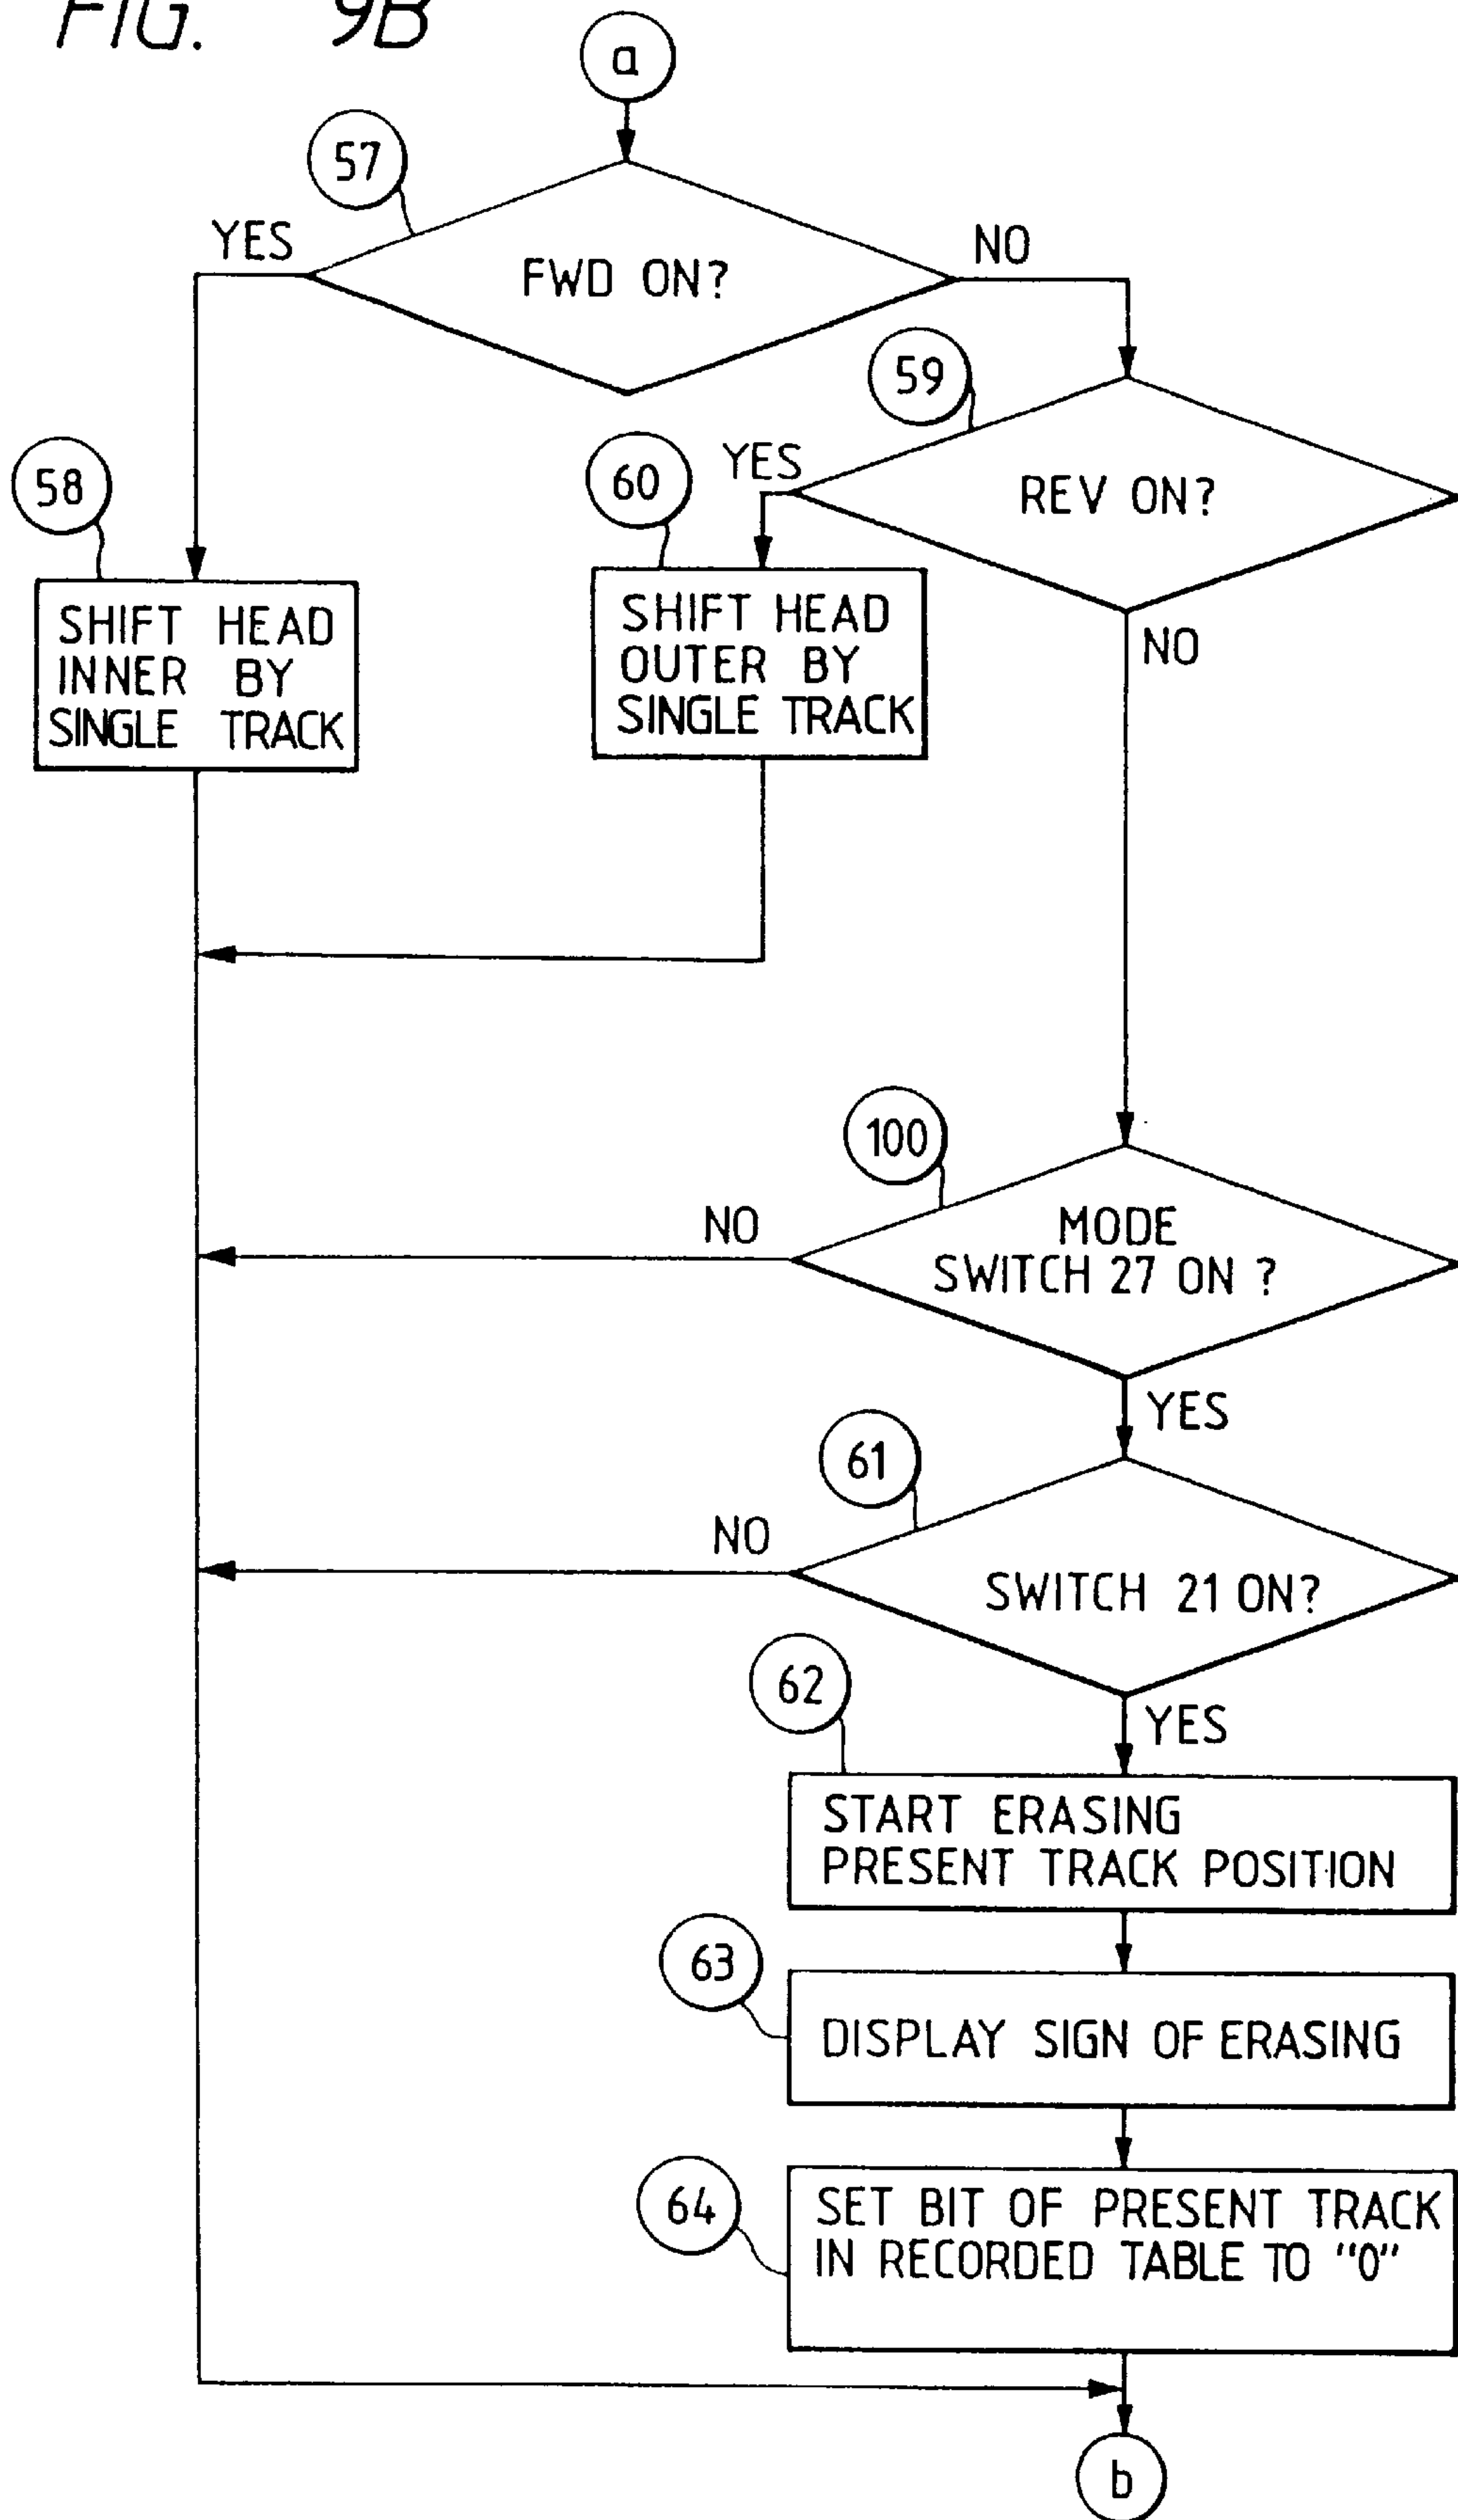 FIG. 9B
a
57
YES
NO
FWD ON?
59
58
60
YES
REV ON?
SHIFT HEAD
INNER BY
SINGLE TRACK
SHIFT HEAD
OUTER BY
SINGLE TRACK
NO
100
NO
MODE
SWITCH 27 ON ?
YES
61
NO
SWITCH 21 ON?
62
YES
START ERASING
PRESENT TRACK POSITION
63
DISPLAY SIGN OF ERASING
64
SET BIT OF PRESENT TRACK
IN RECORDED TABLE TO "0"
b